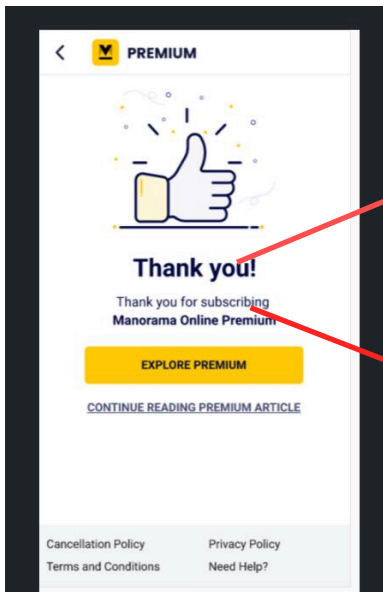 PREMIUM
Thank you!
Thank you for subscribing
Manorama Online Premium
EXPLORE PREMIUM
CONTINUE READING PREMIUM ARTICLE
Cancellation Policy
Privacy Policy
Terms and Conditions
Need Help?